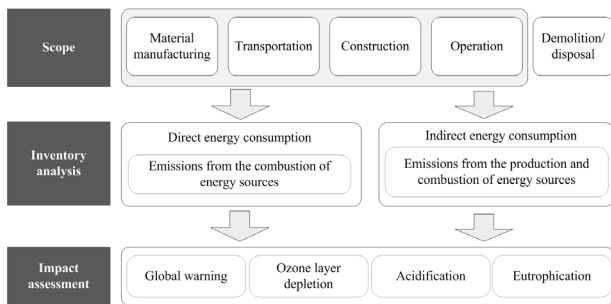 Scope
Material
manufacturing
Transportation
Construction
Operation
Demolition/
disposal
Inventory
analysis
Direct energy consumption
Emissions from the combustion of
energy sources
Indirect energy consumption
Emissions from the production and
combustion of energy sources
Impact
assessment
Global warning
Ozone layer
depletion
Acidification
Eutrophication